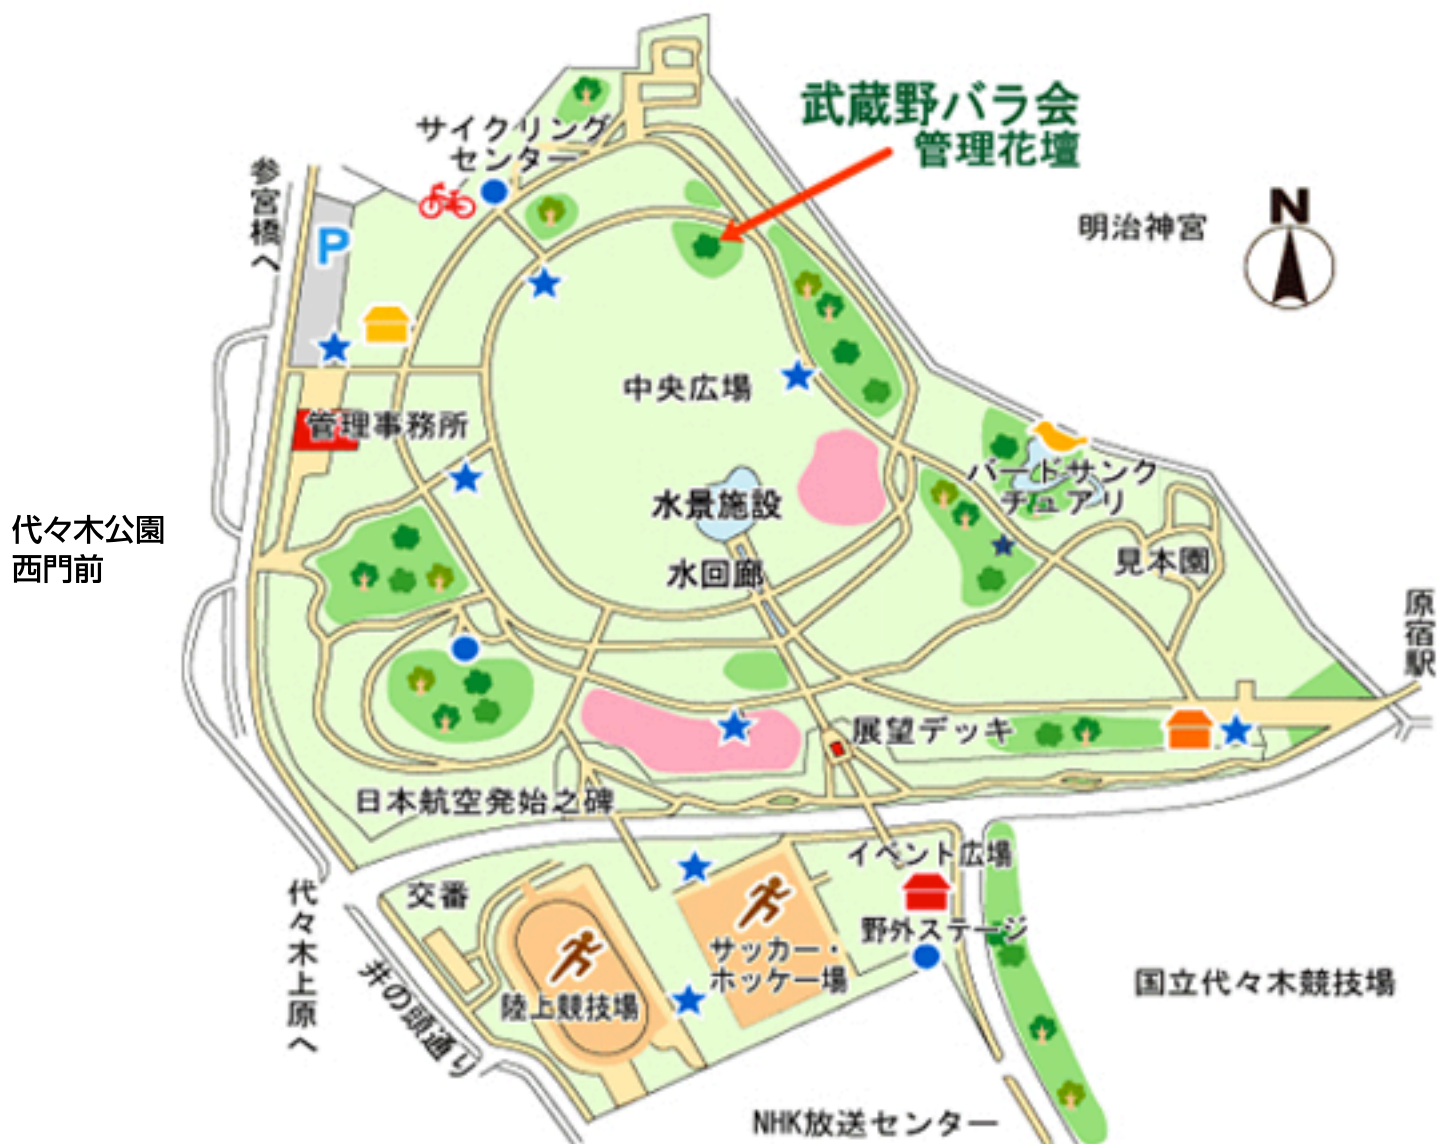 サイクリング
センター
武蔵野バラ会
管理花壇
参宮橋へ
P
明治神宮
N
中央広場
管理事務所
バードサンク
チュアリ
水景施設
代々木公園
西門前
水回廊
見本園
原宿駅
展望デッキ
日本航空発始之碑
イベント広場
交番
代々木上原へ
井の頭通り
野外ステージ
サッカー・
ホッケー場
陸上競技場
国立代々木競技場
NHK放送センター